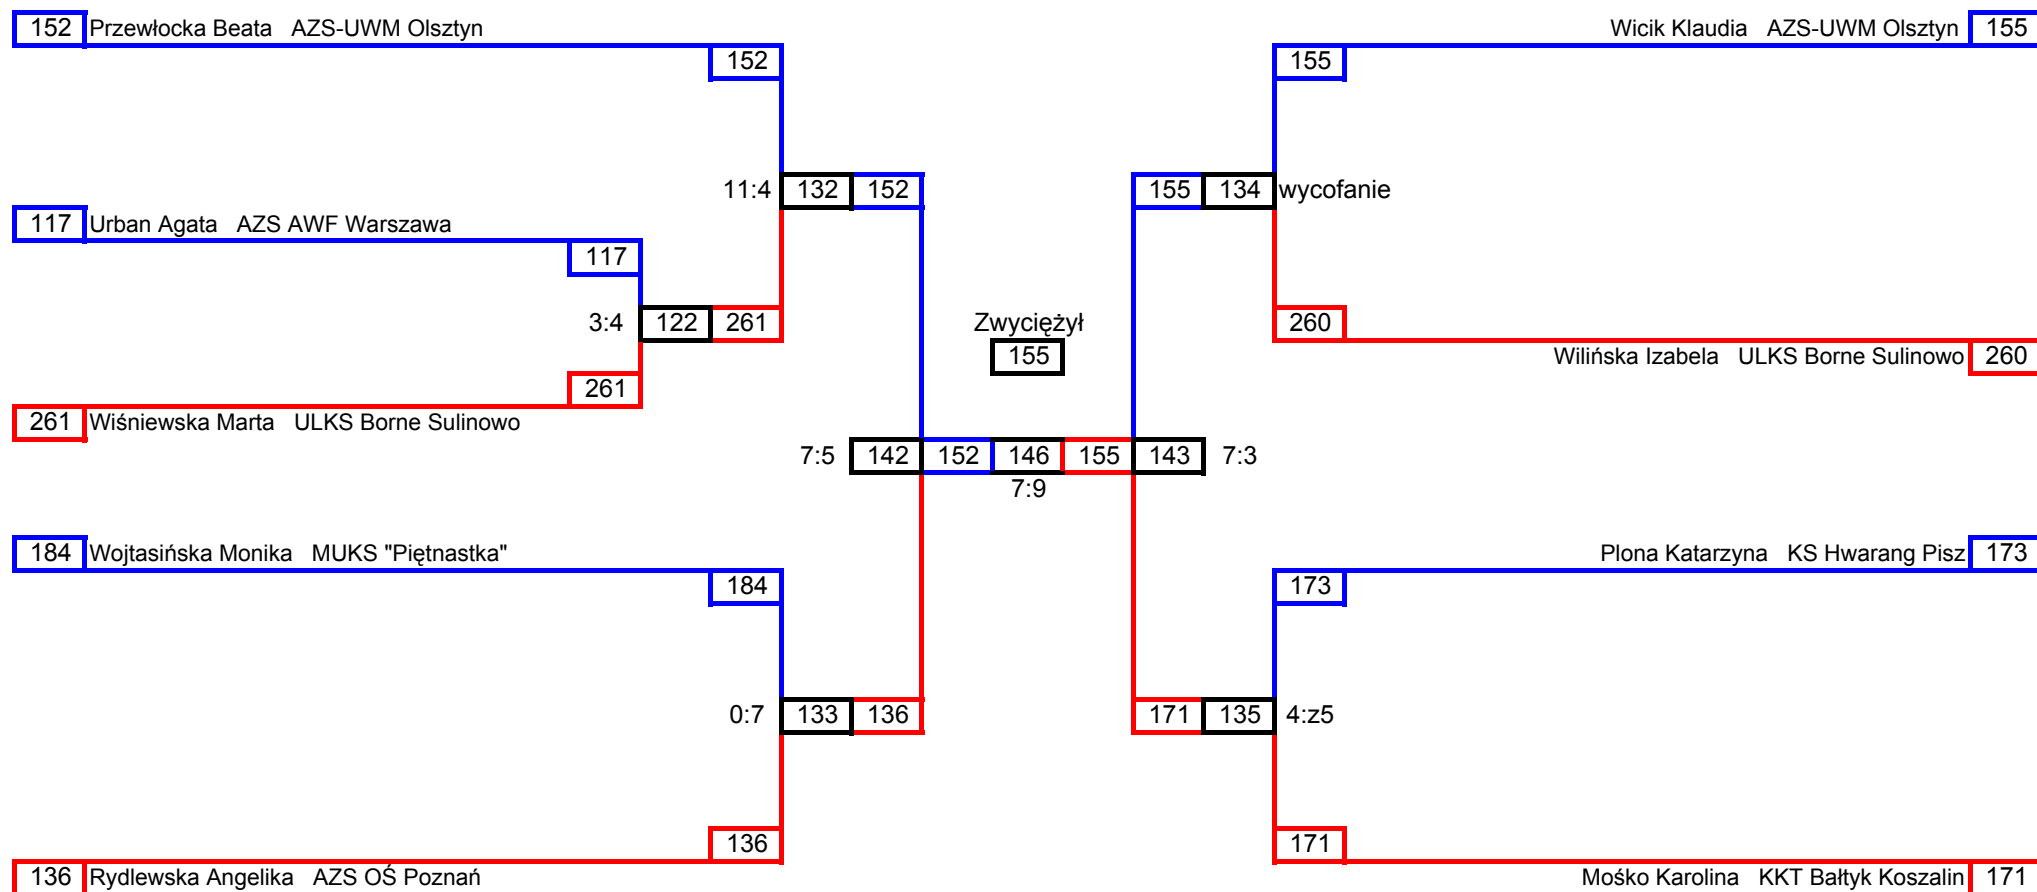 152 Przewłocka Beata AZS-UWM Olsztyn
Wicik Klaudia AZS-UWM Olsztyn 155
152
155
11:4 132 152
155 134 wycofanie
117 Urban Agata AZS AWF Warszawa
117
3:4 122 261
Zwyciężył
260
155
Wilińska Izabela ULKS Borne Sulinowo 260
261
261 Wiśniewska Marta ULKS Borne Sulinowo
7:5 142 152 146 155 143 7:3
7:9
184 Wojtasińska Monika MUKS "Piętnastka"
Plona Katarzyna KS Hwarang Pisz 173
184
173
0:7 133 136
171 135 4:z5
136
171
136 Rydlewska Angelika AZS OŚ Poznań
Mośko Karolina KKT Bałtyk Koszalin 171